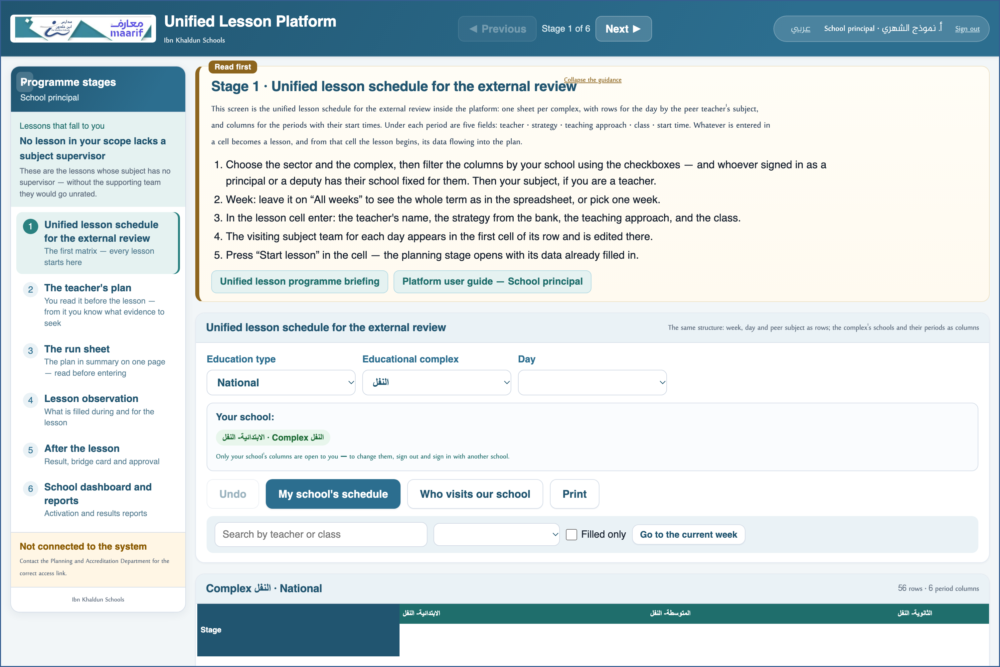 مدارس
ابن خلدون
معارف
maarif
Unified Lesson Platform
Ibn Khaldun Schools
◀ Previous
Stage 1 of 6
Next ▶
عربي
أ. نموذج الشهري · School principal
Sign out
Programme stages
School principal
Lessons that fall to you
No lesson in your scope lacks a
subject supervisor
These are the lessons whose subject has no
supervisor — without the supporting team
they would go unrated.
1
Unified lesson schedule
for the external review
The first matrix — every lesson
starts here
2
The teacher's plan
You read it before the lesson —
from it you know what evidence to
seek
3
The run sheet
The plan in summary on one page
— read before entering
4
Lesson observation
What is filled during and for the
lesson
5
After the lesson
Result, bridge card and approval
6
School dashboard and
reports
Activation and results reports
Not connected to the system
Contact the Planning and Accreditation Department for the
correct access link.
Ibn Khaldun Schools
Read first
Collapse the guidance
Stage 1 · Unified lesson schedule for the external review
This screen is the unified lesson schedule for the external review inside the platform: one sheet per complex, with rows for the day by the peer teacher's subject,
and columns for the periods with their start times. Under each period are five fields: teacher · strategy · teaching approach · class · start time. Whatever is entered in
a cell becomes a lesson, and from that cell the lesson begins, its data flowing into the plan.
1. Choose the sector and the complex, then filter the columns by your school using the checkboxes — and whoever signed in as a
principal or a deputy has their school fixed for them. Then your subject, if you are a teacher.
2. Week: leave it on “All weeks” to see the whole term as in the spreadsheet, or pick one week.
3. In the lesson cell enter: the teacher's name, the strategy from the bank, the teaching approach, and the class.
4. The visiting subject team for each day appears in the first cell of its row and is edited there.
5. Press “Start lesson” in the cell — the planning stage opens with its data already filled in.
Unified lesson programme briefing
Platform user guide — School principal
Unified lesson schedule for the external review
The same structure: week, day and peer subject as rows; the complex's schools and their periods as columns
Education type
Educational complex
Day
National
النفل
Your school:
الابتدائية- النفل · Complex النفل
Only your school's columns are open to you — to change them, sign out and sign in with another school.
Undo
My school's schedule
Who visits our school
Print
Search by teacher or class
Filled only
Go to the current week
Complex النفل · National
56 rows · 6 period columns
Stage
الابتدائية- النفل
المتوسطة- النفل
الثانوية- النفل